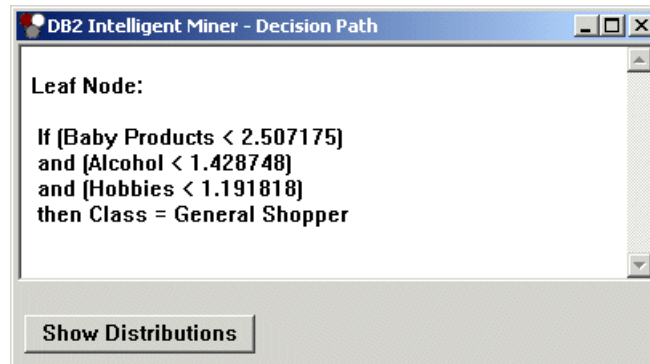 DB2 Intelligent Miner - Decision Path
Leaf Node:
If (Baby Products < 2.507175)
and (Alcohol < 1.428748)
and (Hobbies < 1.191818)
then Class = General Shopper
Show Distributions